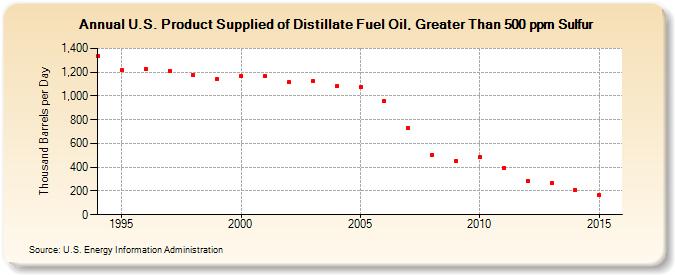 Annual U.S. Product Supplied of Distillate Fuel Oil, Greater Than 500 ppm Sulfur
Thousand Barrels per Day
1,400
1,200
1,000
800
600
400
200
0
1995 2000 2005 2010 2015
Source: U.S. Energy Information Administration